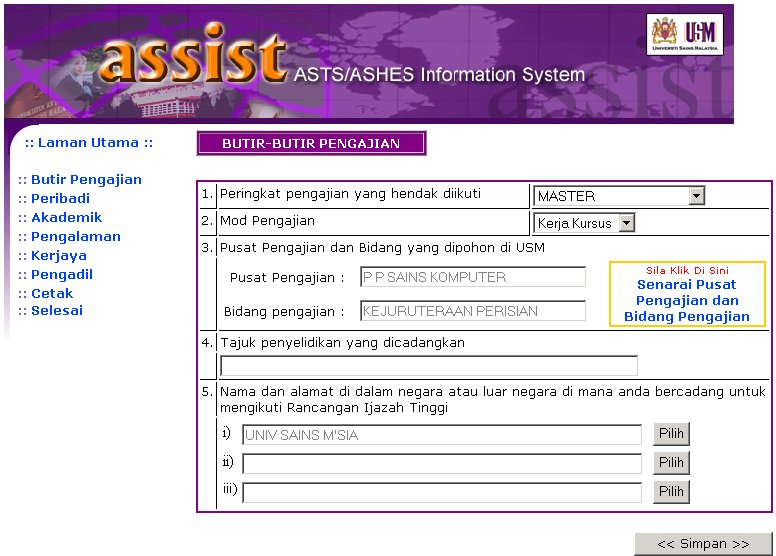 assist ASTS/ASHES Information System
assist
USM
UNIVERSITI SAINS MALAYSIA
:: Laman Utama ::
:: Butir Pengajian
:: Peribadi
:: Akademik
:: Pengalaman
:: Kerjaya
:: Pengadil
:: Cetak
:: Selesai
BUTIR-BUTIR PENGAJIAN
1. Peringkat pengajian yang hendak diikuti MASTER
2. Mod Pengajian Kerja Kursus
3. Pusat Pengajian dan Bidang yang dipohon di USM
Pusat Pengajian : P P SAINS KOMPUTER
Bidang pengajian : KEJURUTERAAN PERISIAN
Sila Klik Di Sini
Senarai Pusat
Pengajian dan
Bidang Pengajian
4. Tajuk penyelidikan yang dicadangkan
5. Nama dan alamat di dalam negara atau luar negara di mana anda bercadang untuk
mengikuti Rancangan Ijazah Tinggi
i) UNIV SAINS M'SIA Pilih
ii) Pilih
iii) Pilih
<< Simpan >>